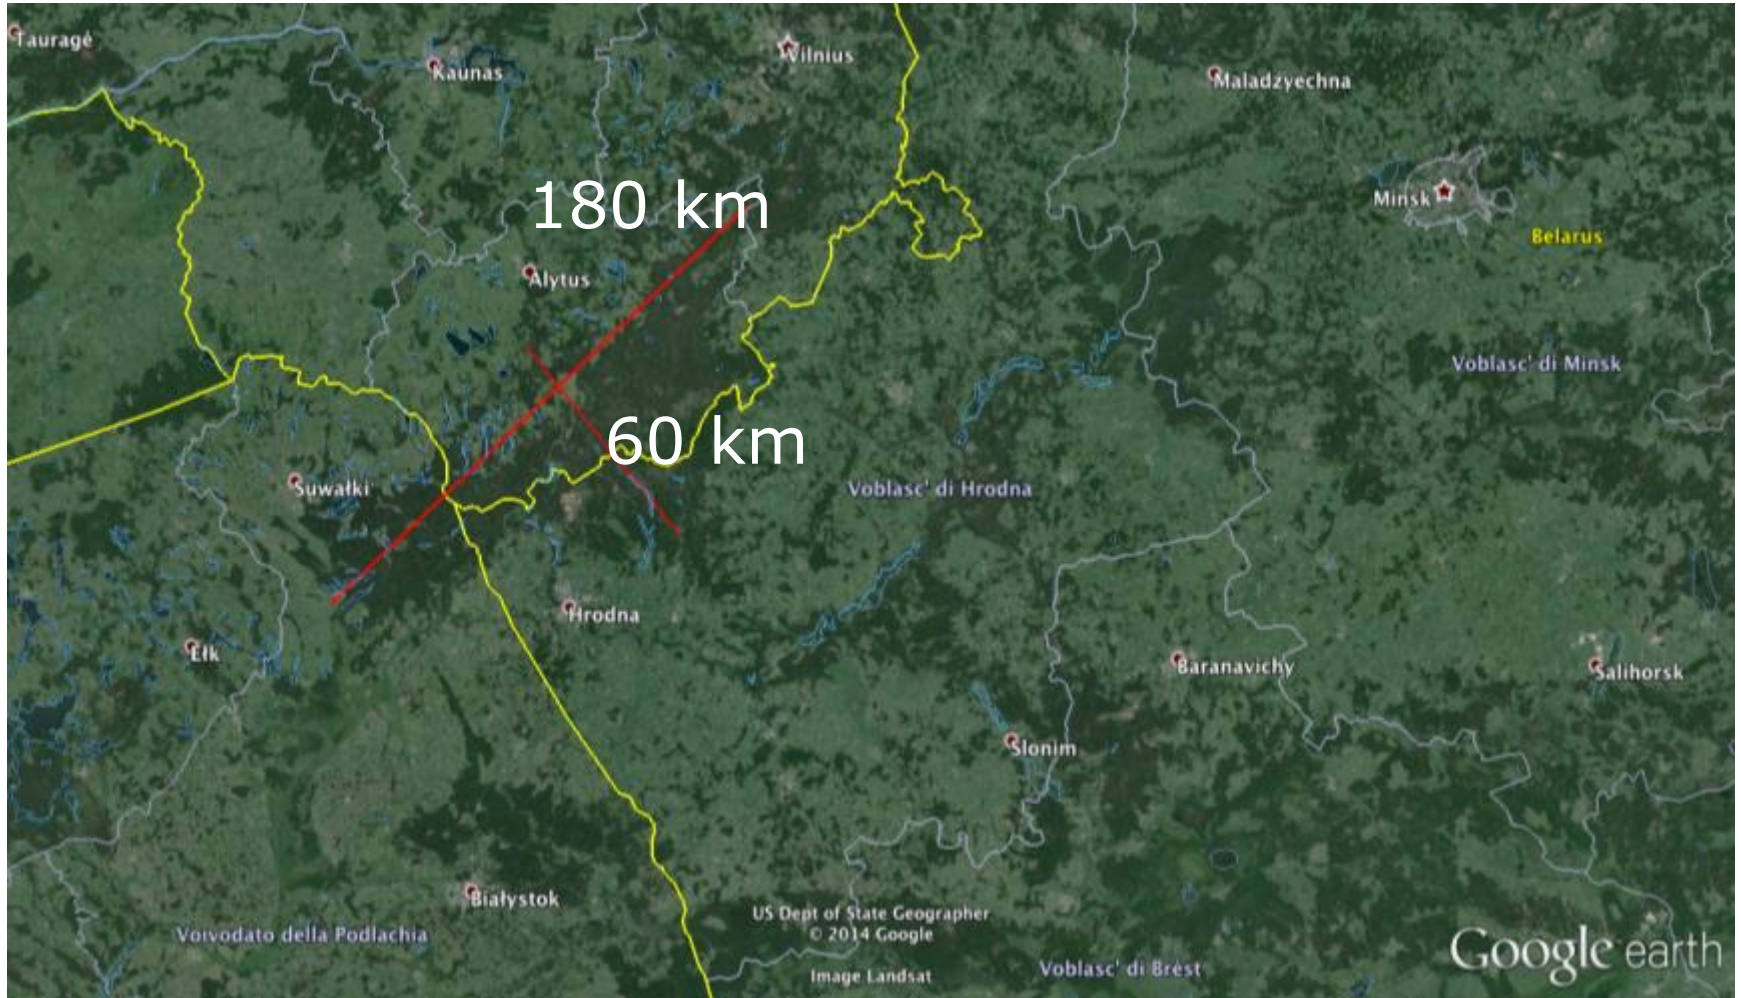 Tauragė
Kaunas
Vilnius
Maladzyechna
180 km
Minsk
Belarus
Alytus
Voblasc' di Minsk
60 km
Suwałki
Voblasc' di Hrodna
Hrodna
Ełk
Baranavichy
Salihorsk
Slonim
Białystok
Voivodato della Podlachia
US Dept of State Geographer
© 2014 Google
Image Landsat
Voblasc' di Brèst
Google earth